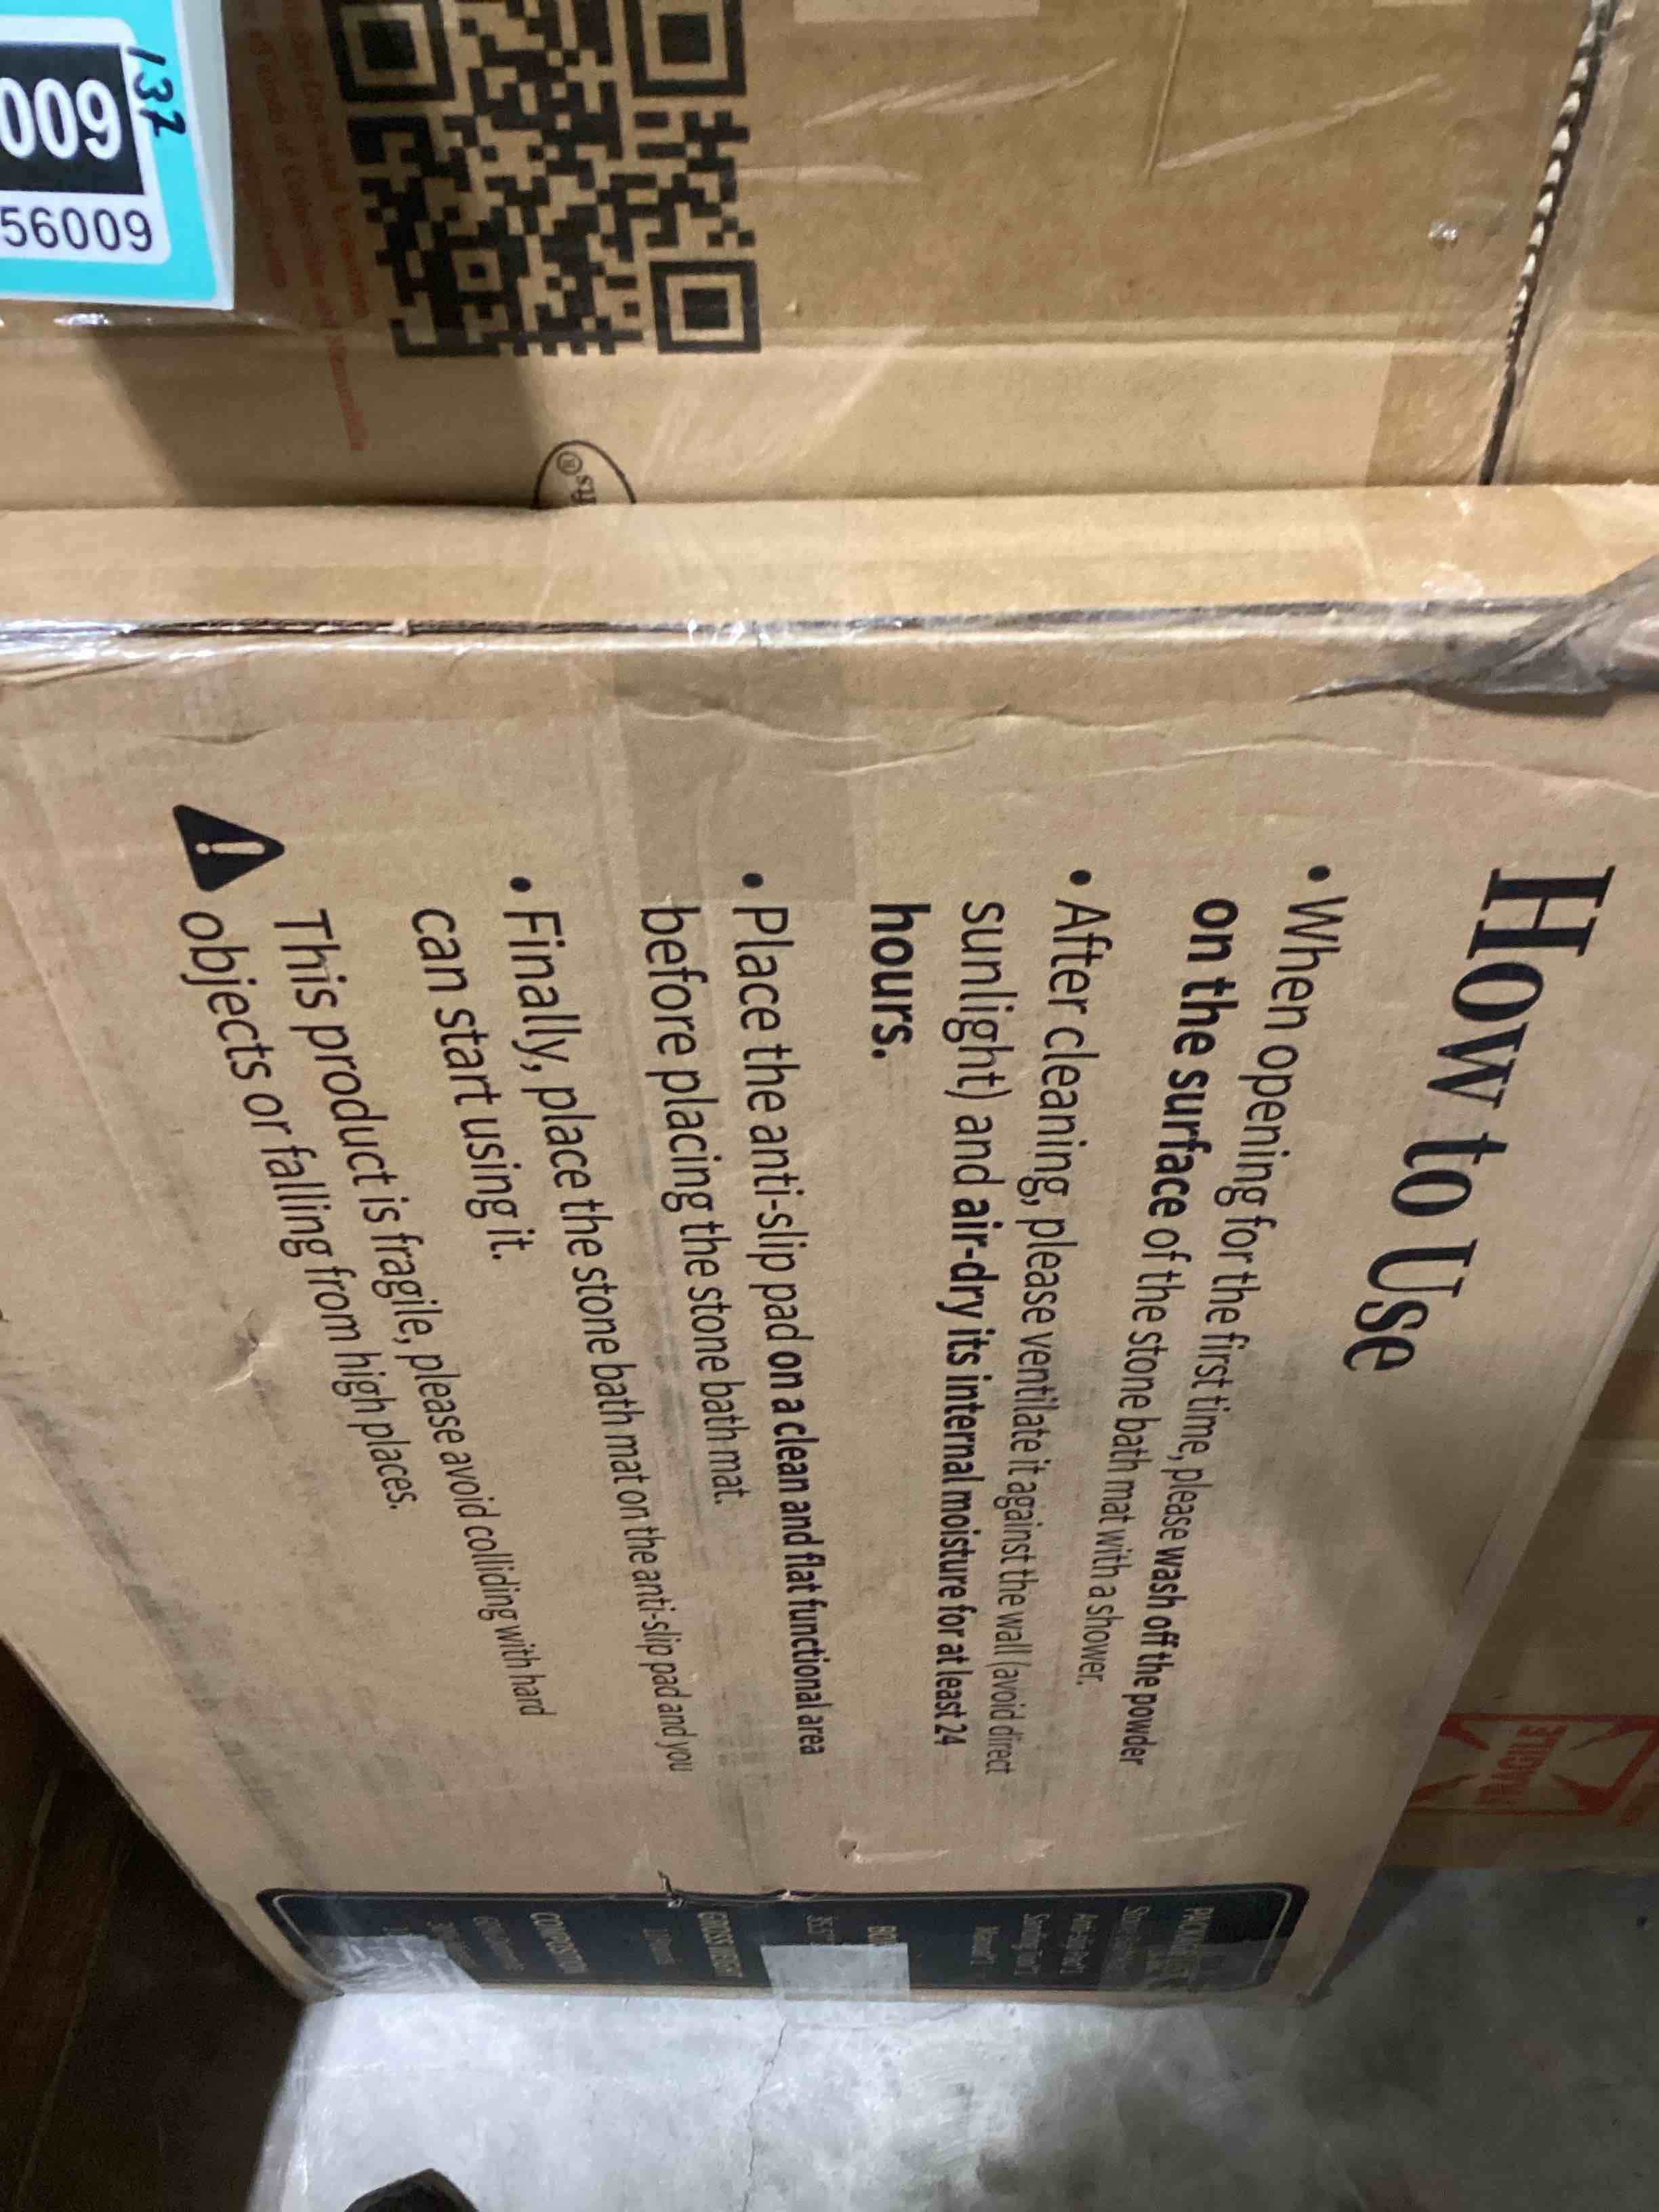 How to Use
• When opening for the first time, please wash off the powder
on the surface of the stone bath mat with a shower.
• After cleaning, please ventilate it against the wall (avoid direct
sunlight) and air-dry its internal moisture for at least 24
hours.
• Place the anti-slip pad on a clean and flat functional area
before placing the stone bath mat.
• Finally, place the stone bath mat on the anti-slip pad and you
can start using it.
This product is fragile, please avoid colliding with hard
objects or falling from high places.
137
009
56009
GROSS WEIGHT
COMPOSITION
FRAGILE